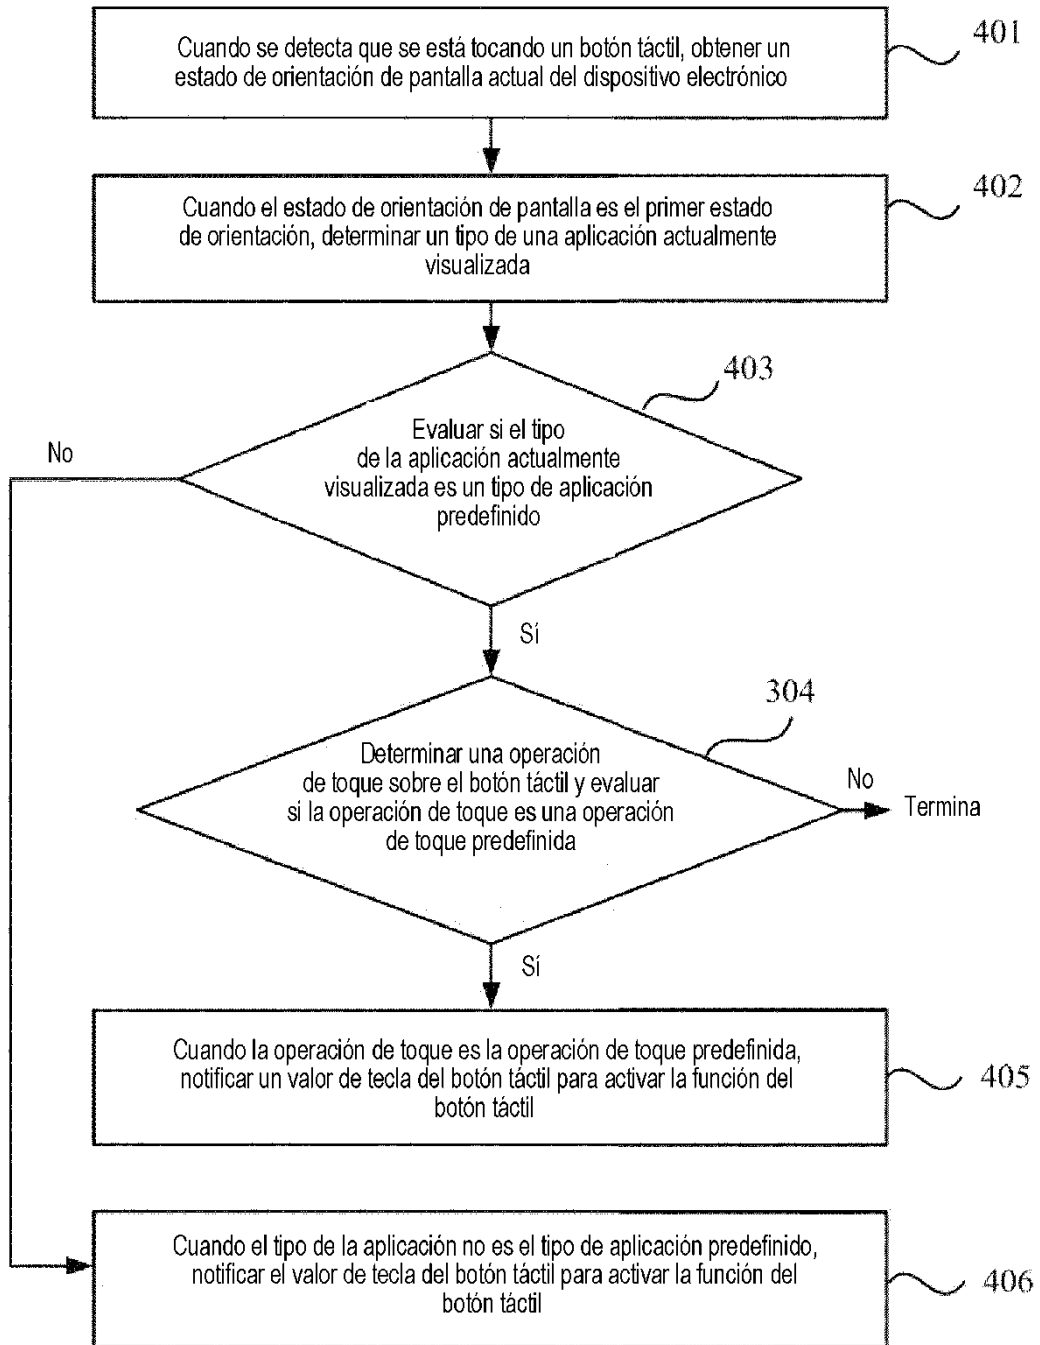 Cuando se detecta que se está tocando un botón táctil, obtener un
estado de orientación de pantalla actual del dispositivo electrónico
401
Cuando el estado de orientación de pantalla es el primer estado
de orientación, determinar un tipo de una aplicación actualmente
visualizada
402
403
Evaluar si el tipo
de la aplicación actualmente
visualizada es un tipo de aplicación
predefinido
No
Sí
304
Determinar una operación
de toque sobre el botón táctil y evaluar
si la operación de toque es una operación
de toque predefinida
No
Termina
Sí
Cuando la operación de toque es la operación de toque predefinida,
notificar un valor de tecla del botón táctil para activar la función del
botón táctil
405
Cuando el tipo de la aplicación no es el tipo de aplicación predefinido,
notificar el valor de tecla del botón táctil para activar la función del
botón táctil
406